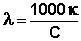 λ = 1000 κ / C